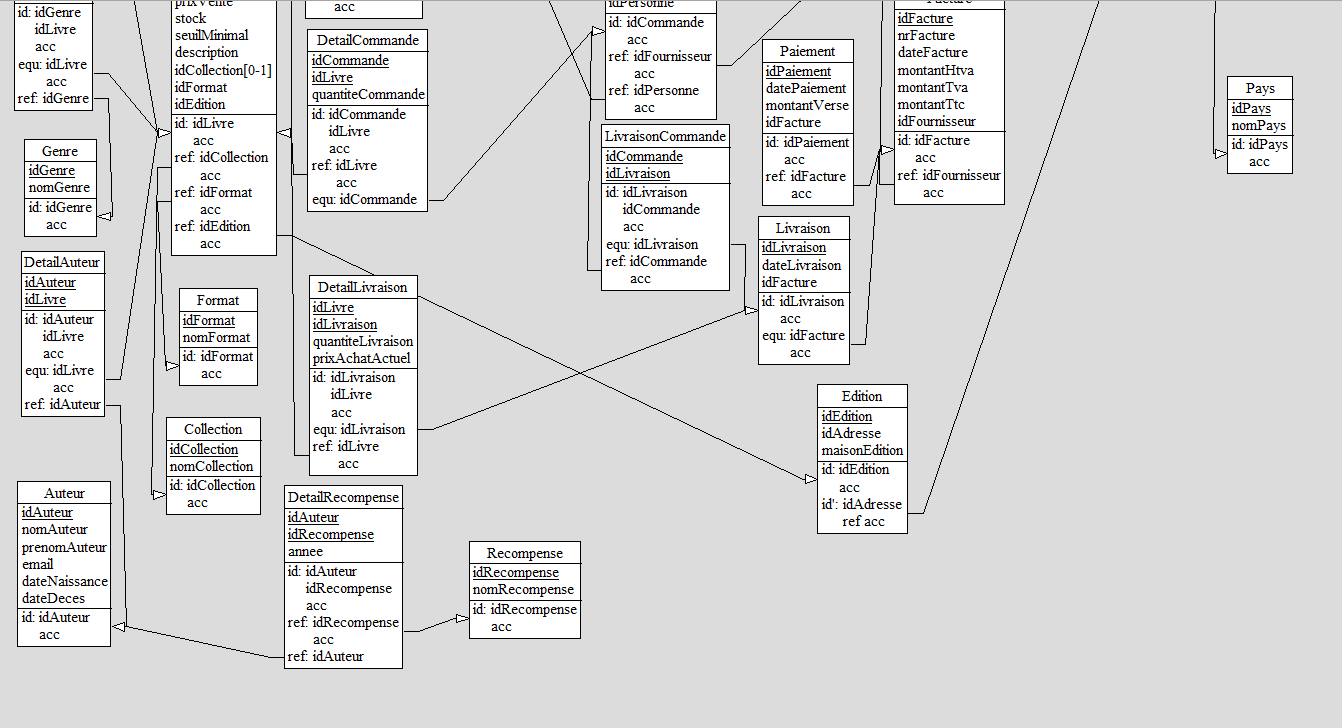 id: idGenre
idLivre
acc
equ: idLivre
acc
ref: idGenre
Genre
idGenre
nomGenre
id: idGenre
acc
DetailAuteur
idAuteur
idLivre
id: idAuteur
idLivre
acc
equ: idLivre
acc
ref: idAuteur
Auteur
idAuteur
nomAuteur
prenomAuteur
email
dateNaissance
dateDeces
id: idAuteur
acc
prixVente
stock
seuilMinimal
description
idCollection[0-1]
idFormat
idEdition
id: idLivre
acc
ref: idCollection
acc
ref: idFormat
acc
ref: idEdition
acc
Format
idFormat
nomFormat
id: idFormat
acc
Collection
idCollection
nomCollection
id: idCollection
acc
acc
DetailCommande
idCommande
idLivre
quantiteCommande
id: idCommande
idLivre
acc
ref: idLivre
acc
equ: idCommande
DetailLivraison
idLivre
idLivraison
quantiteLivraison
prixAchatActuel
id: idLivraison
idLivre
acc
equ: idLivraison
ref: idLivre
acc
DetailRecompense
idAuteur
idRecompense
annee
id: idAuteur
idRecompense
acc
ref: idRecompense
acc
ref: idAuteur
Recompense
idRecompense
nomRecompense
id: idRecompense
acc
idPersonne
id: idCommande
acc
ref: idFournisseur
acc
ref: idPersonne
acc
LivraisonCommande
idCommande
idLivraison
id: idLivraison
idCommande
acc
equ: idLivraison
ref: idCommande
acc
Paiement
idPaiement
datePaiement
montantVerse
idFacture
id: idPaiement
acc
ref: idFacture
acc
Livraison
idLivraison
dateLivraison
idFacture
id: idLivraison
acc
equ: idFacture
acc
Edition
idEdition
idAdresse
maisonEdition
id: idEdition
acc
id': idAdresse
ref acc
Facture
idFacture
nrFacture
dateFacture
montantHtva
montantTva
montantTtc
idFournisseur
id: idFacture
acc
ref: idFournisseur
acc
Pays
idPays
nomPays
id: idPays
acc